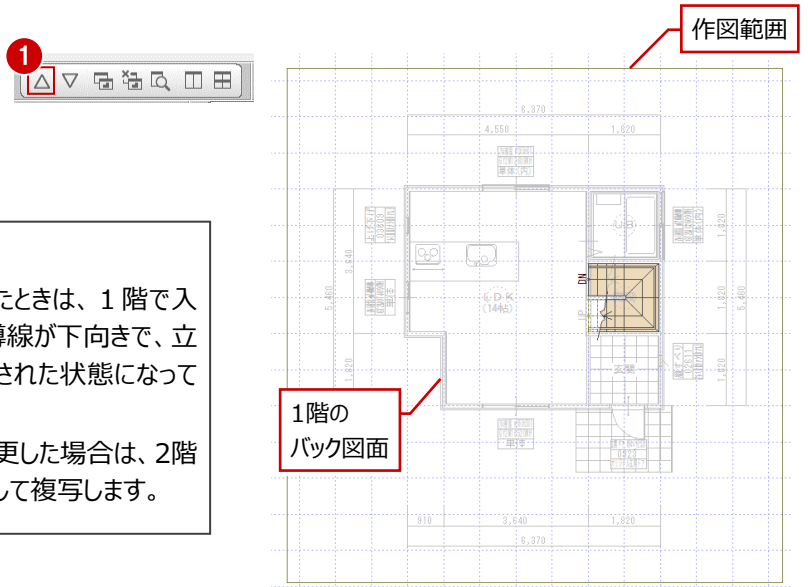 作図範囲
1
6,370
4,550
1,820
たときは、1 階で入
導線が下向きで、立
された状態になって
更した場合は、2階
して複写します。
3,640
5,460
1,820
UB
1,820
5,460
DN
UP
LDK
(14帖)
玄関
1階の
バック図面
910
3,640
1,820
6,370